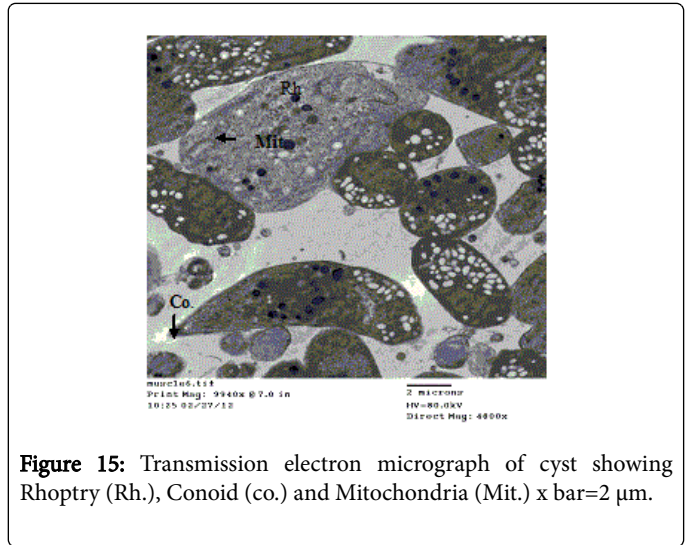 Rh
Mit.
Co.
muscle6.tif
Print Mag: 9940x @ 7.0 in
10:25 02/27/12
2 microns
HV=80.0kV
Direct Mag: 4000x
Figure 15: Transmission electron micrograph of cyst showing
Rhoptry (Rh.), Conoid (co.) and Mitochondria (Mit.) x bar=2 μm.